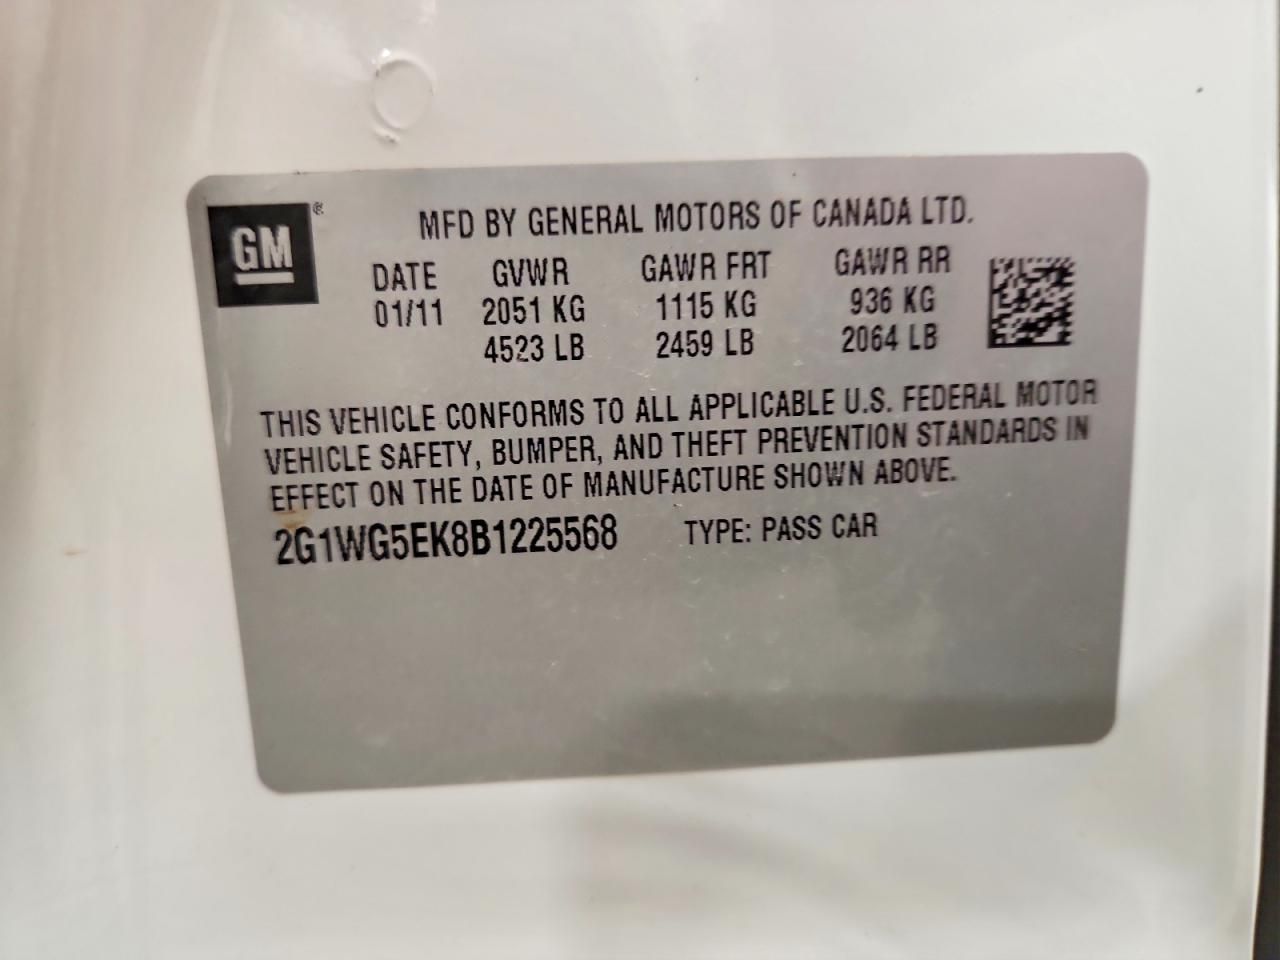 GM®
MFD BY GENERAL MOTORS OF CANADA LTD.
DATE GVWR GAWR FRT GAWR RR
01/11 2051 KG 1115 KG 936 KG
4523 LB 2459 LB 2064 LB
THIS VEHICLE CONFORMS TO ALL APPLICABLE U.S. FEDERAL MOTOR
VEHICLE SAFETY, BUMPER, AND THEFT PREVENTION STANDARDS IN
EFFECT ON THE DATE OF MANUFACTURE SHOWN ABOVE.
2G1WG5EK8B1225568 TYPE: PASS CAR